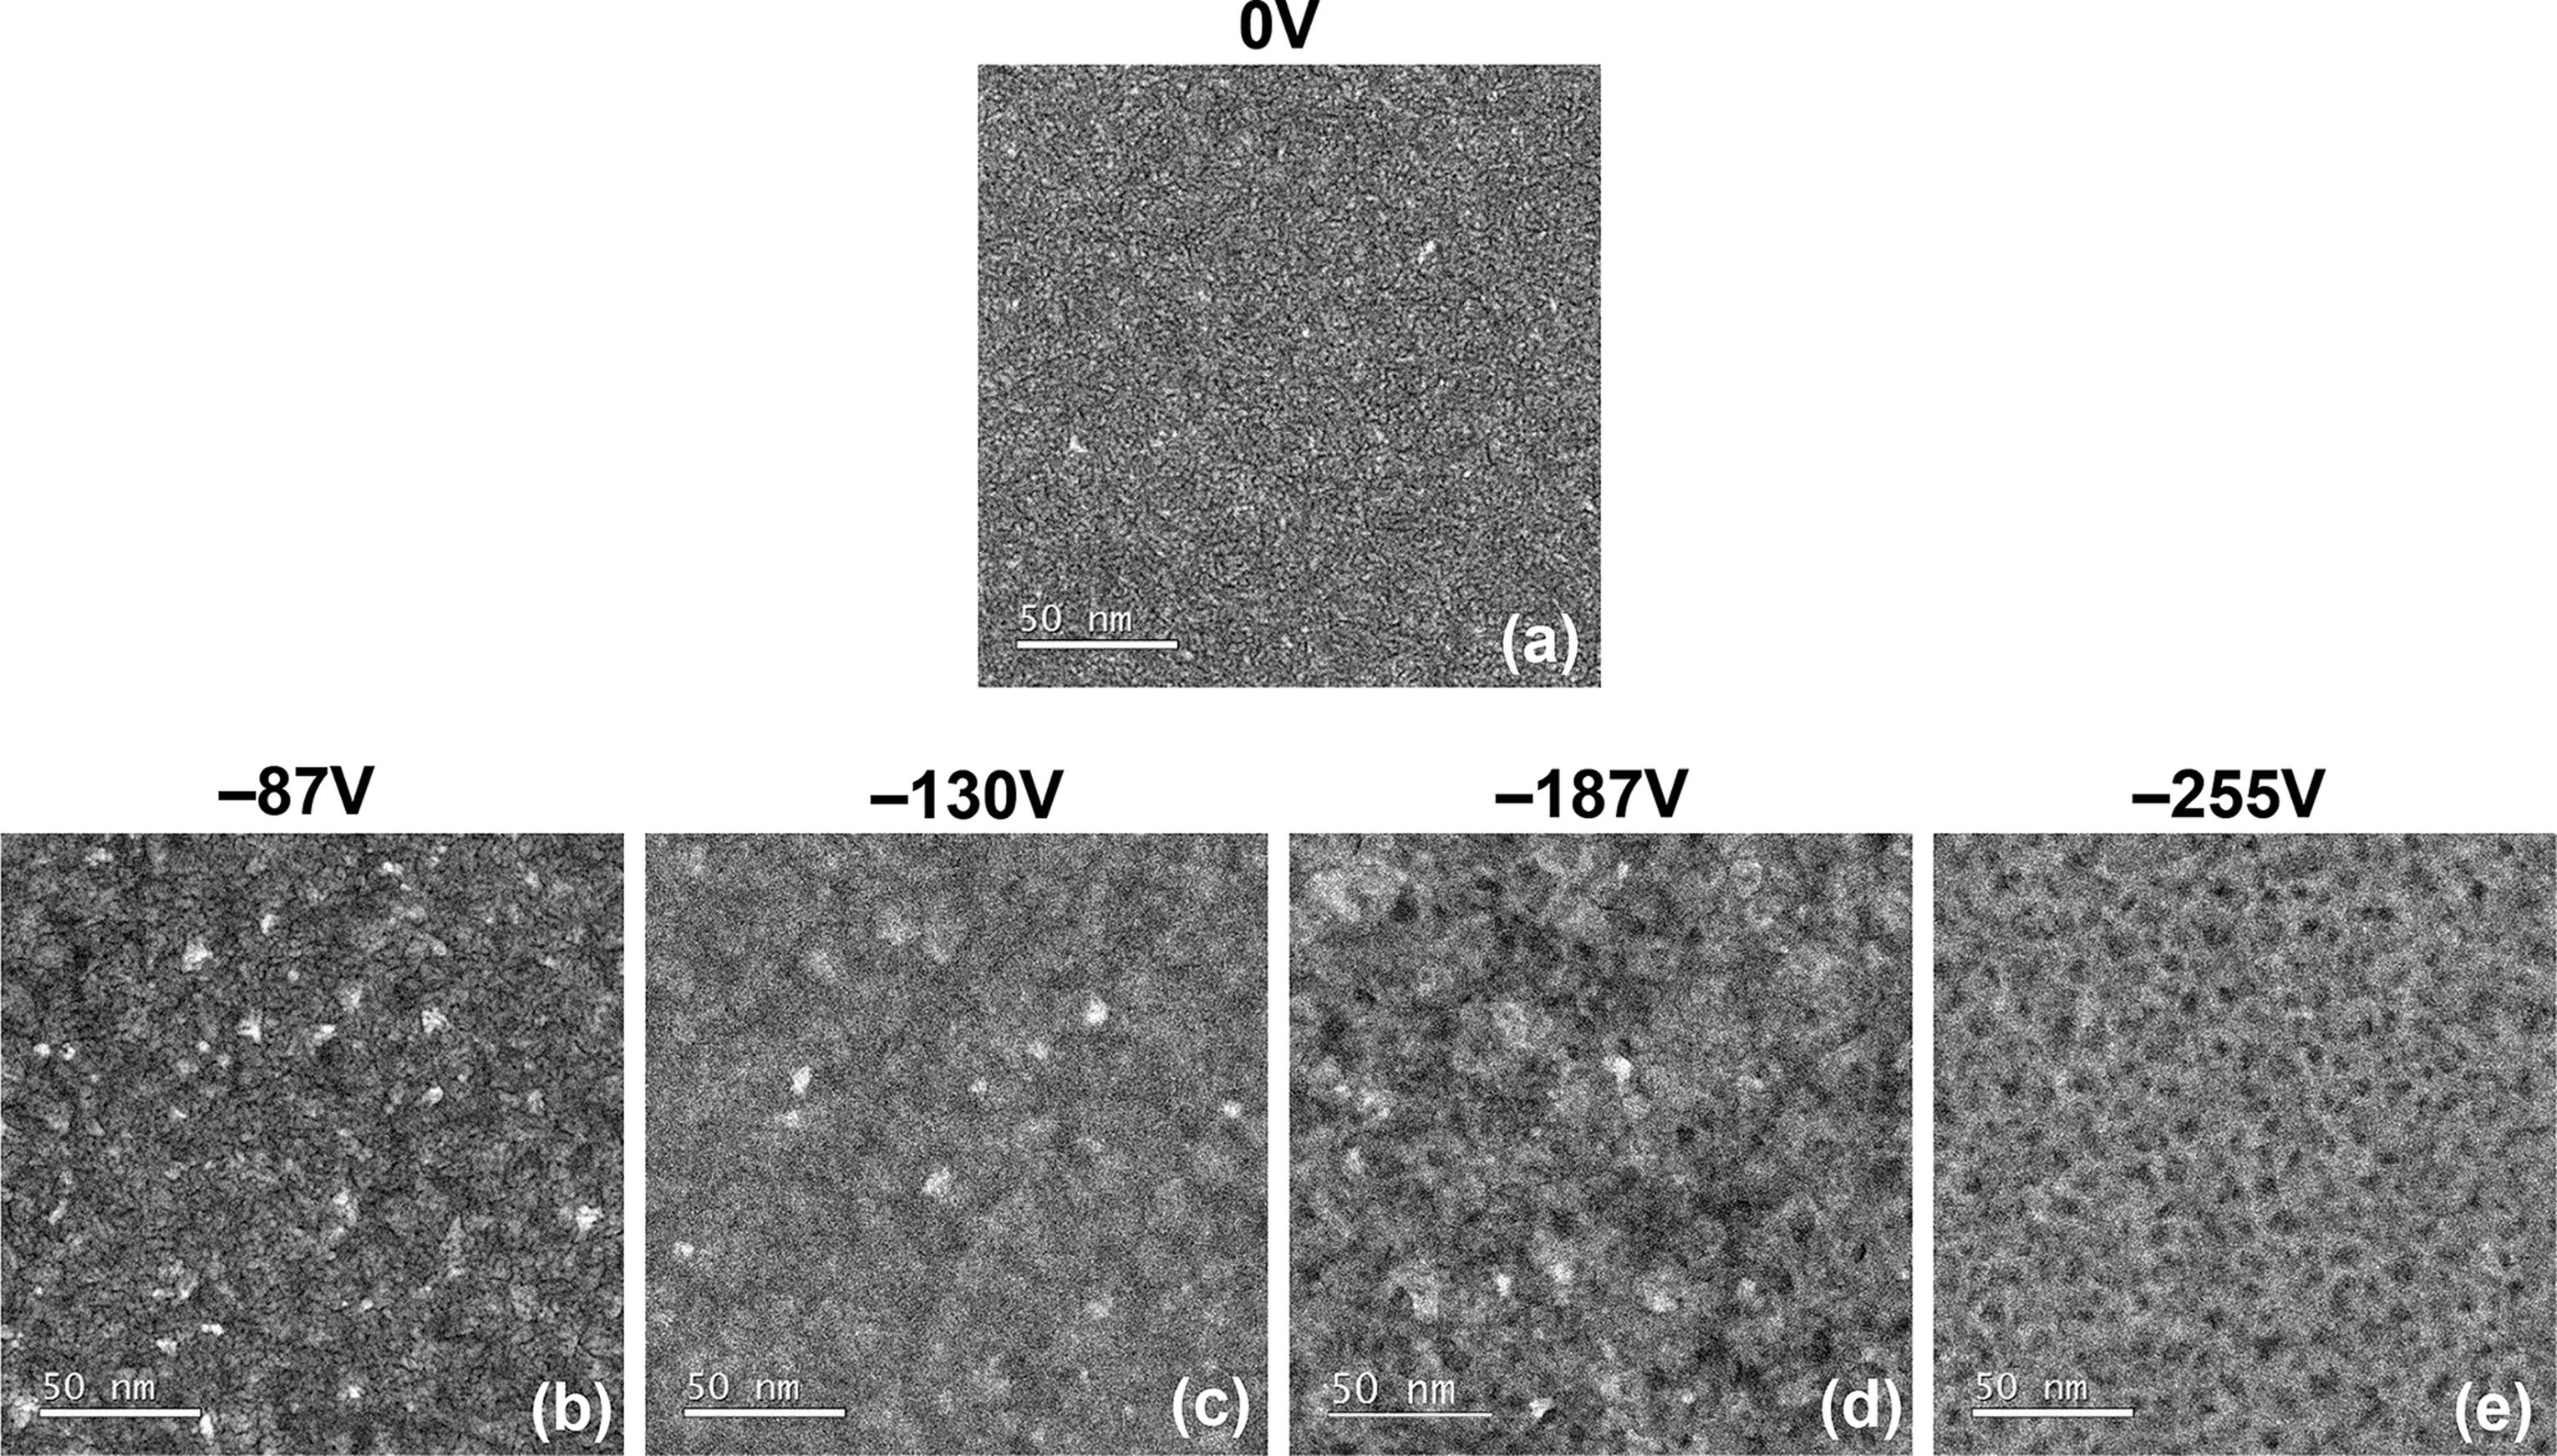 0V
50 nm
(a)
–87V
–130V
–187V
–255V
50 nm
(b)
50 nm
(c)
50 nm
(d)
50 nm
(e)